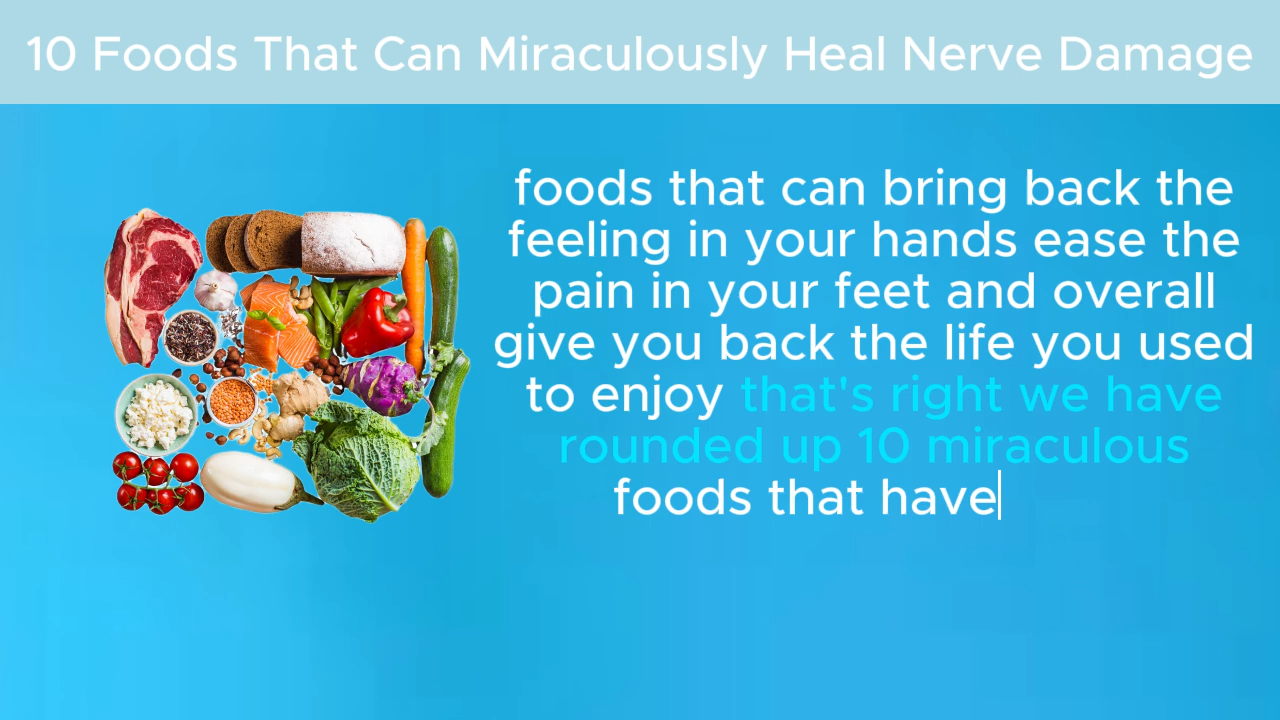 10 Foods That Can Miraculously Heal Nerve Damage
foods that can bring back the
feeling in your hands ease the
pain in your feet and overall
give you back the life you used
to enjoy that's right we have
rounded up 10 miraculous
foods that have